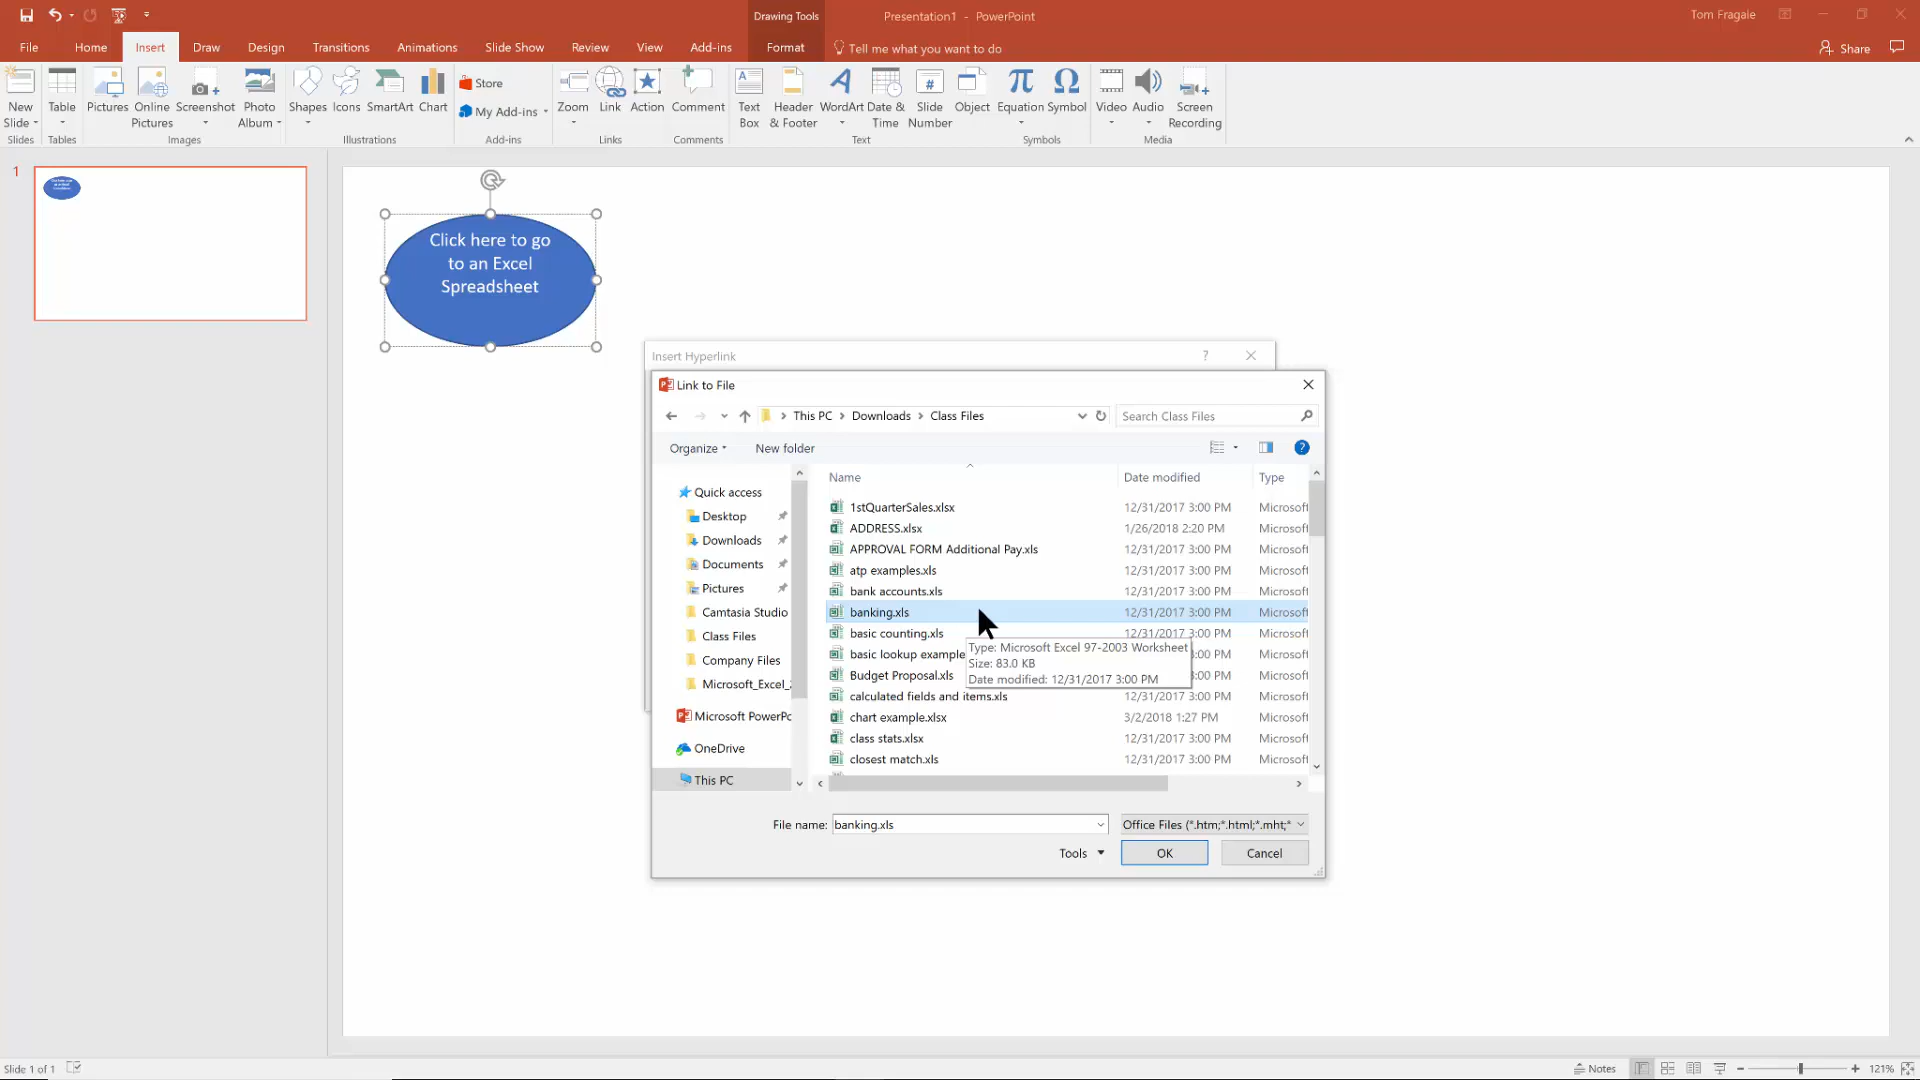 Drawing Tools
Presentation1 - PowerPoint
Tom Fragale
File Home Insert Draw Design Transitions Animations Slide Show Review View Add-ins Format Tell me what you want to do
Share
New Slide
Table
Pictures
Online Pictures
Screenshot
Photo Album
Shapes
Icons
SmartArt
Chart
Store
My Add-ins
Zoom
Link
Action
Comment
Text Box
Header & Footer
WordArt
Date & Time
Slide Number
Object
Equation
Symbol
Video
Audio
Screen Recording
Slides Tables Images Illustrations Add-ins Links Comments Text Symbols Media
1
Click here to go
to an Excel
Spreadsheet
Insert Hyperlink
Link to File
This PC > Downloads > Class Files
Search Class Files
Organize New folder
Name Date modified Type
Quick access
Desktop
Downloads
Documents
Pictures
Camtasia Studio
Class Files
Company Files
Microsoft_Excel_
Microsoft PowerPo
OneDrive
This PC
1stQuarterSales.xlsx 12/31/2017 3:00 PM Microsoft
ADDRESS.xlsx 1/26/2018 2:20 PM Microsoft
APPROVAL FORM Additional Pay.xls 12/31/2017 3:00 PM Microsoft
atp examples.xls 12/31/2017 3:00 PM Microsoft
bank accounts.xls 12/31/2017 3:00 PM Microsoft
banking.xls 12/31/2017 3:00 PM Microsoft
basic counting.xls 12/31/2017 3:00 PM Microsoft
basic lookup example :00 PM Microsoft
Budget Proposal.xls :00 PM Microsoft
calculated fields and items.xls 12/31/2017 3:00 PM Microsoft
chart example.xlsx 3/2/2018 1:27 PM Microsoft
class stats.xlsx 12/31/2017 3:00 PM Microsoft
closest match.xls 12/31/2017 3:00 PM Microsoft
Type: Microsoft Excel 97-2003 Worksheet
Size: 83.0 KB
Date modified: 12/31/2017 3:00 PM
File name: banking.xls
Office Files (*.htm;*.html;*.mht;*
Tools OK Cancel
Slide 1 of 1
Notes
121%